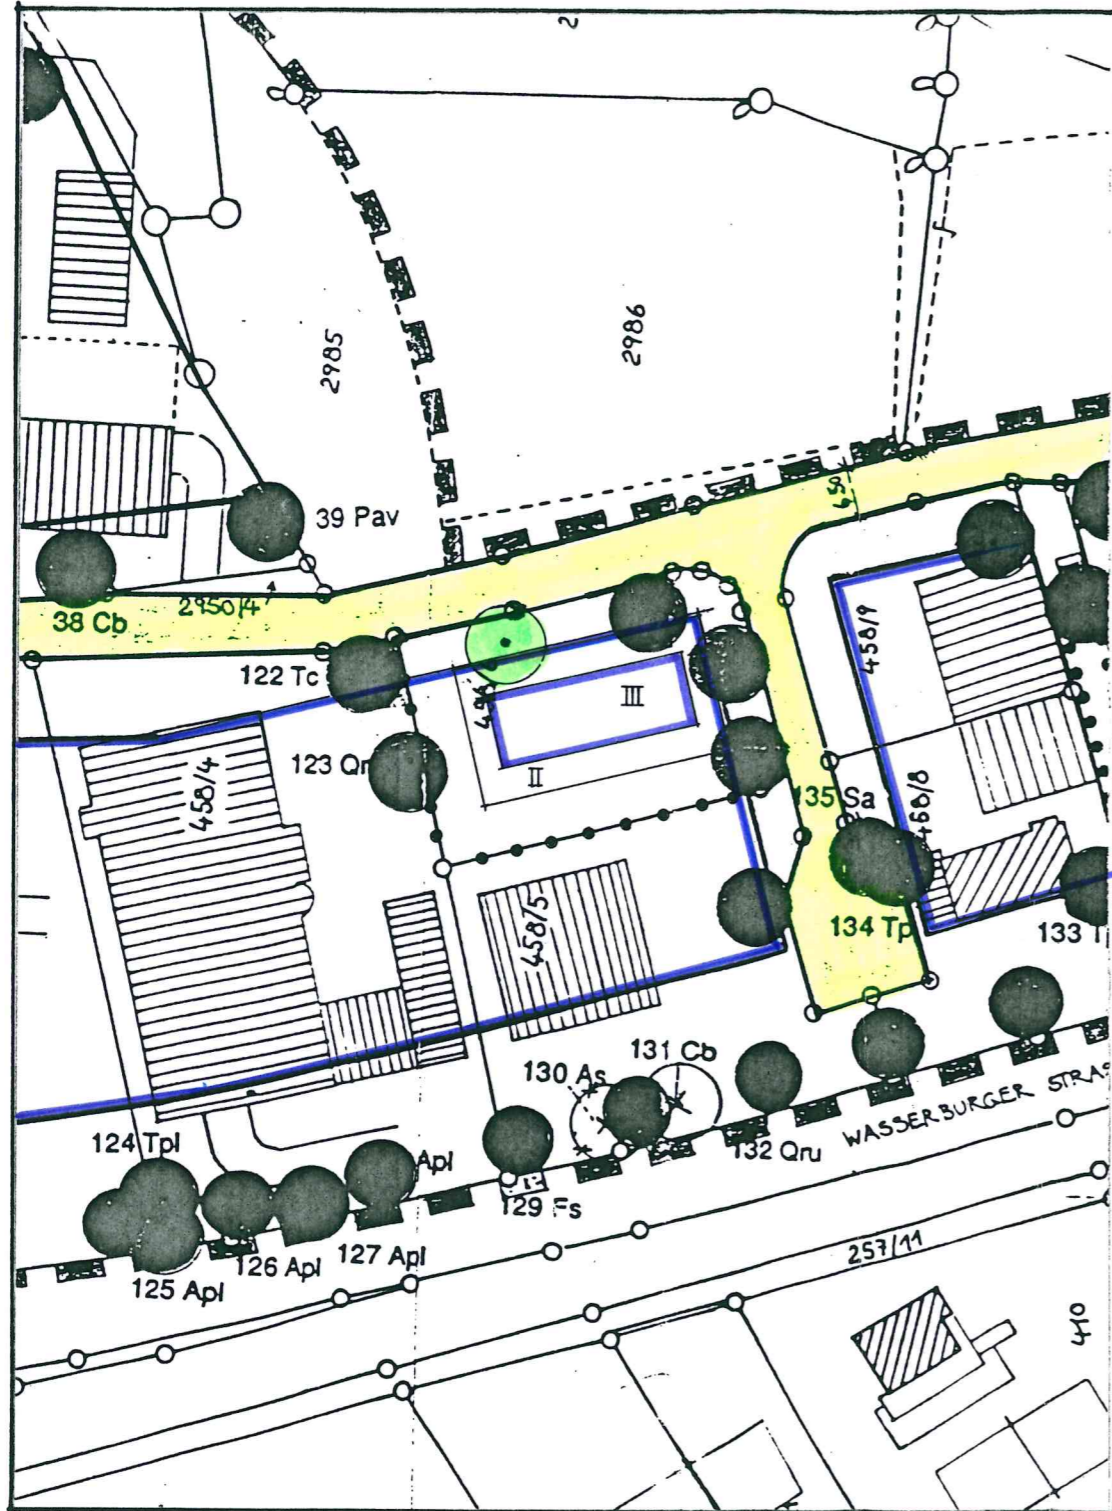 2
2985
2986
39 Pav
2950/4
38 Cb
458/9
122 Tc
III
123 Qr
II
458/4
135 Sa
458/8
458/5
134 Tp
133 T
130 As
131 Cb
WASSERBURGER STRAS
124 Tpl
Apl
132 Qru
129 Fs
127 Apl
126 Apl
125 Apl
257/11
410